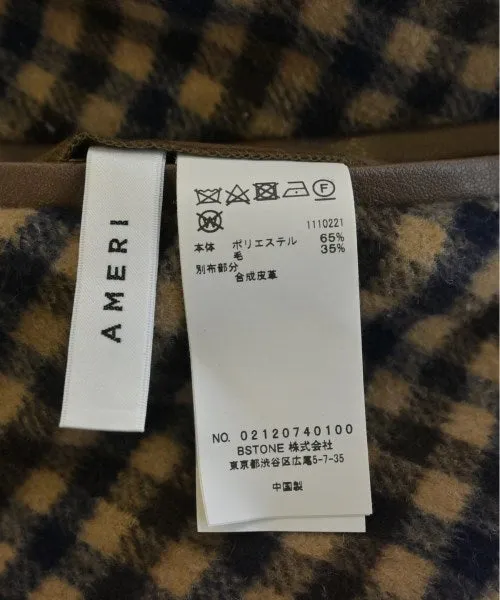 AMERI
F
W
1110221
本体 ポリエステル 65%
毛 35%
別布部分
合成皮革
NO. 02120740100
BSTONE 株式会社
東京都渋谷区広尾5-7-35
中国製